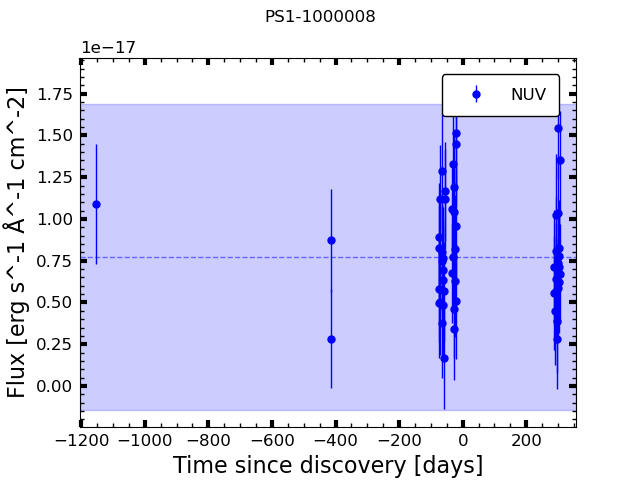 PS1-1000008
1e−17
NUV
1.75
1.50
1.25
1.00
0.75
0.50
0.25
0.00
Flux [erg s^-1 Å^-1 cm^-2]
−1200 −1000 −800 −600 −400 −200 0 200
Time since discovery [days]